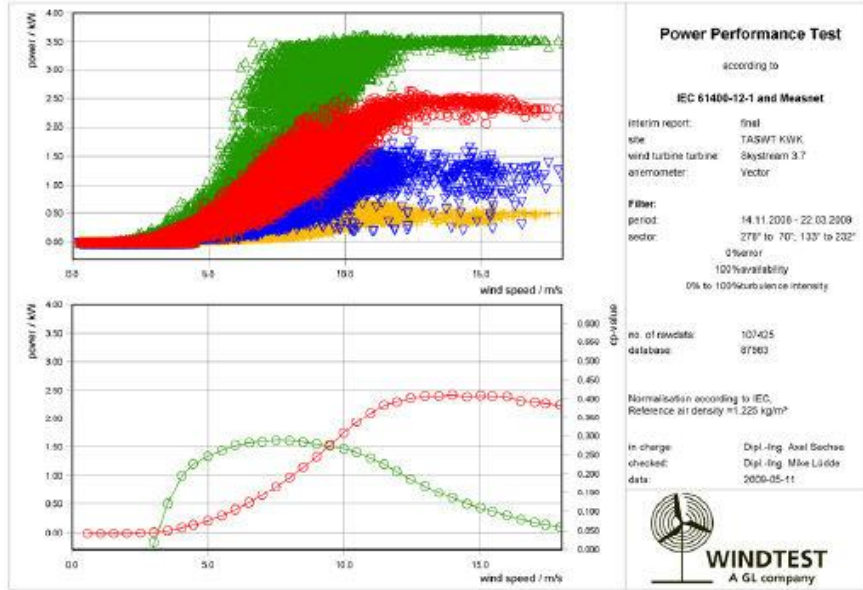 power / kW
4.00
3.50
3.00
2.50
2.00
1.50
1.00
0.50
0.00
0.0 5.0 10.0 15.0
wind speed / m/s
power / kW
4.00
3.50
3.00
2.50
2.00
1.50
1.00
0.50
0.00
0.0 5.0 10.0 15.0
wind speed / m/s
cp-value
0.600
0.550
0.500
0.450
0.400
0.350
0.300
0.250
0.200
0.150
0.100
0.050
0.000
Power Performance Test
according to
IEC 61400-12-1 and Measnet
interim report: final
site TASWT KWK
wind turbine turbine Skystream 3.7
anemometer: Vector
Filter:
period: 14.11.2008 - 22.03.2009
sector: 278° to 70°; 133° to 232°
0%error
100%availability
0% to 100%turbulence intensity
no. of rawdata: 107425
database:
Normalisation according to IEC,
Reference air density =1.225 kg/m³
in charge: Dipl.-Ing. Axel Sachse
checked: Dipl.-Ing. Mike Lüdde
data: 2009-05-11
WINDTEST
A GL company